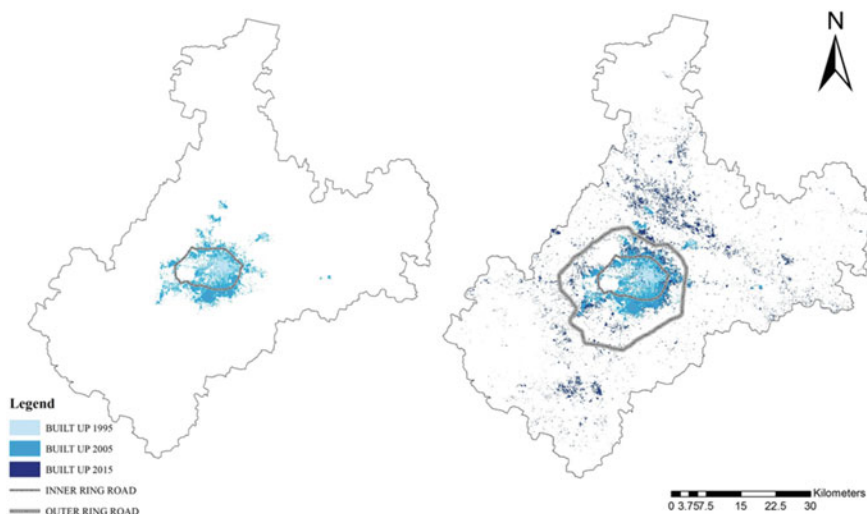 N
Legend
BUILT UP 1995
BUILT UP 2005
BUILT UP 2015
INNER RING ROAD
OUTER RING ROAD
Kilometers
0 3.757.5 15 22.5 30